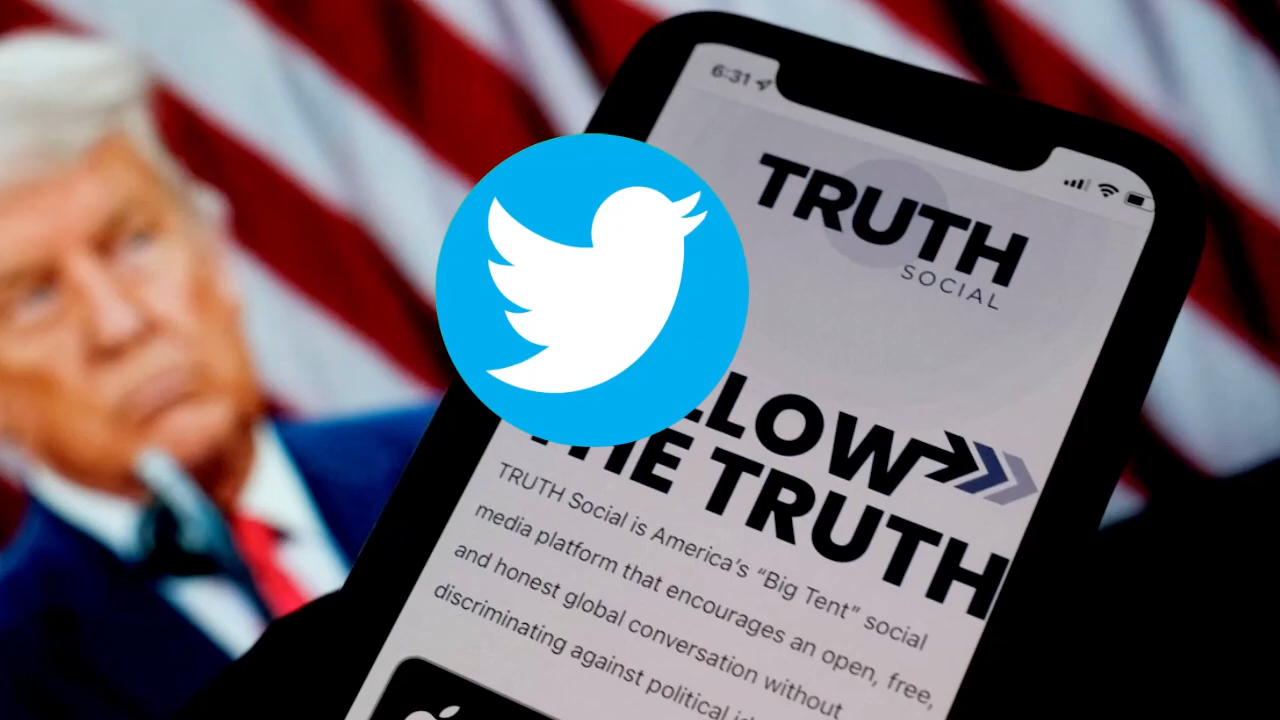 6:31
TRUTH
SOCIAL
LLOW
THE TRUTH
TRUTH Social is America's “Big Tent” social
media platform that encourages an open, free,
and honest global conversation without
discriminating against political